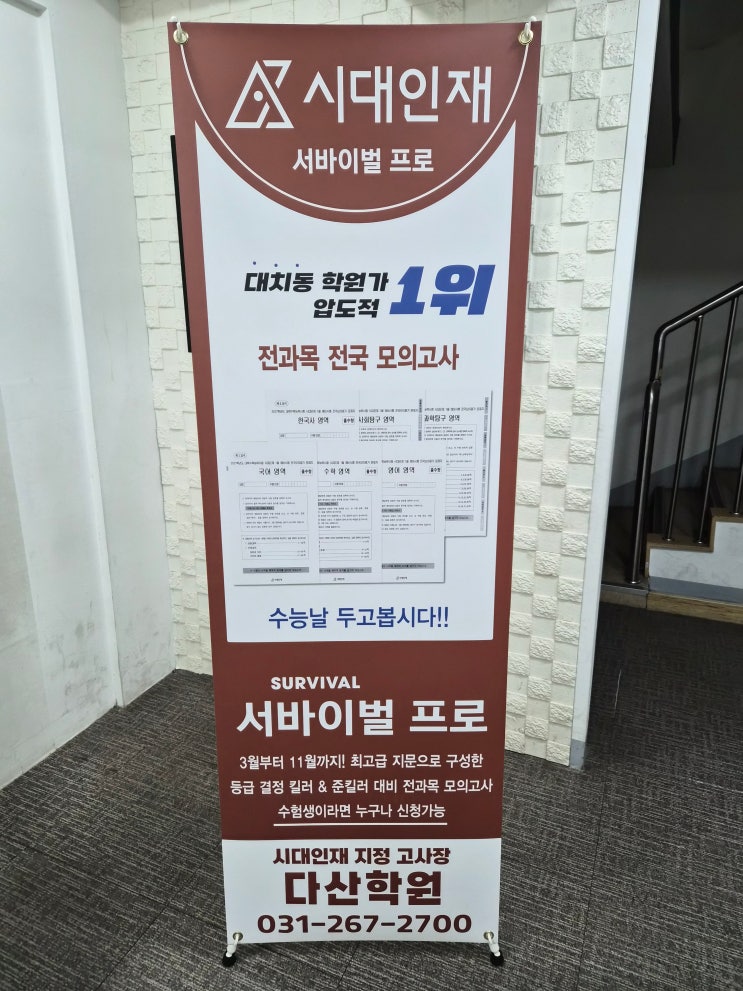 시대인재
서바이벌 프로
대치동 학원가
압도적 1위
전과목 전국 모의고사
한국사 영역
사회탐구 영역
과학탐구 영역
국어 영역
수학 영역
영어 영역
수능날 두고봅시다!!
SURVIVAL
서바이벌 프로
3월부터 11월까지! 최고급 지문으로 구성한
등급 결정 킬러 & 준킬러 대비 전과목 모의고사
수험생이라면 누구나 신청가능
시대인재 지정 고사장
다산학원
031-267-2700